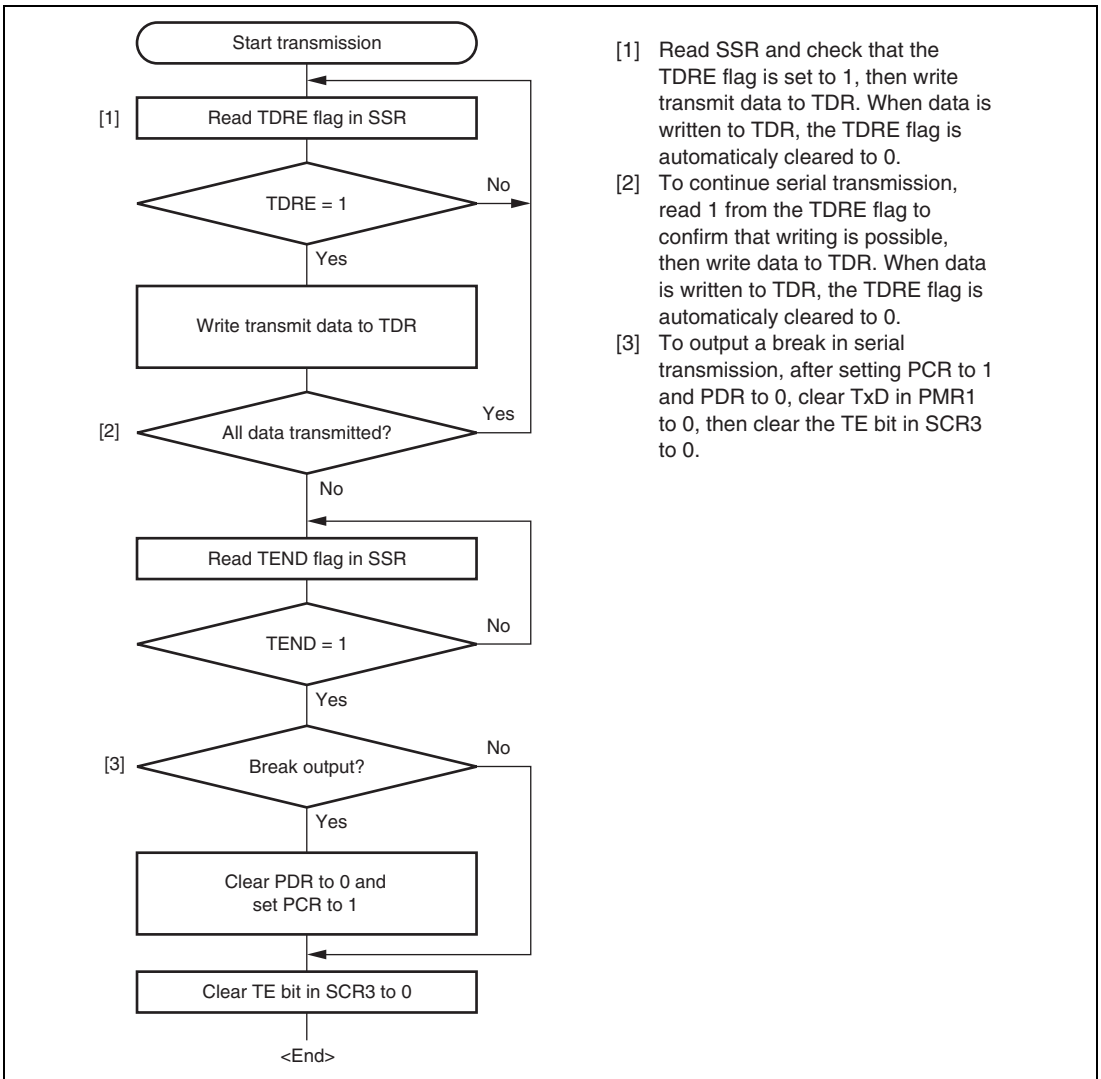 Start transmission
[1] Read TDRE flag in SSR
TDRE = 1
No
Yes
Write transmit data to TDR
[2] All data transmitted?
Yes
No
Read TEND flag in SSR
TEND = 1
No
Yes
[3] Break output?
No
Yes
Clear PDR to 0 and
set PCR to 1
Clear TE bit in SCR3 to 0
<End>
[1] Read SSR and check that the
TDRE flag is set to 1, then write
transmit data to TDR. When data is
written to TDR, the TDRE flag is
automaticaly cleared to 0.
[2] To continue serial transmission,
read 1 from the TDRE flag to
confirm that writing is possible,
then write data to TDR. When data
is written to TDR, the TDRE flag is
automaticaly cleared to 0.
[3] To output a break in serial
transmission, after setting PCR to 1
and PDR to 0, clear TxD in PMR1
to 0, then clear the TE bit in SCR3
to 0.